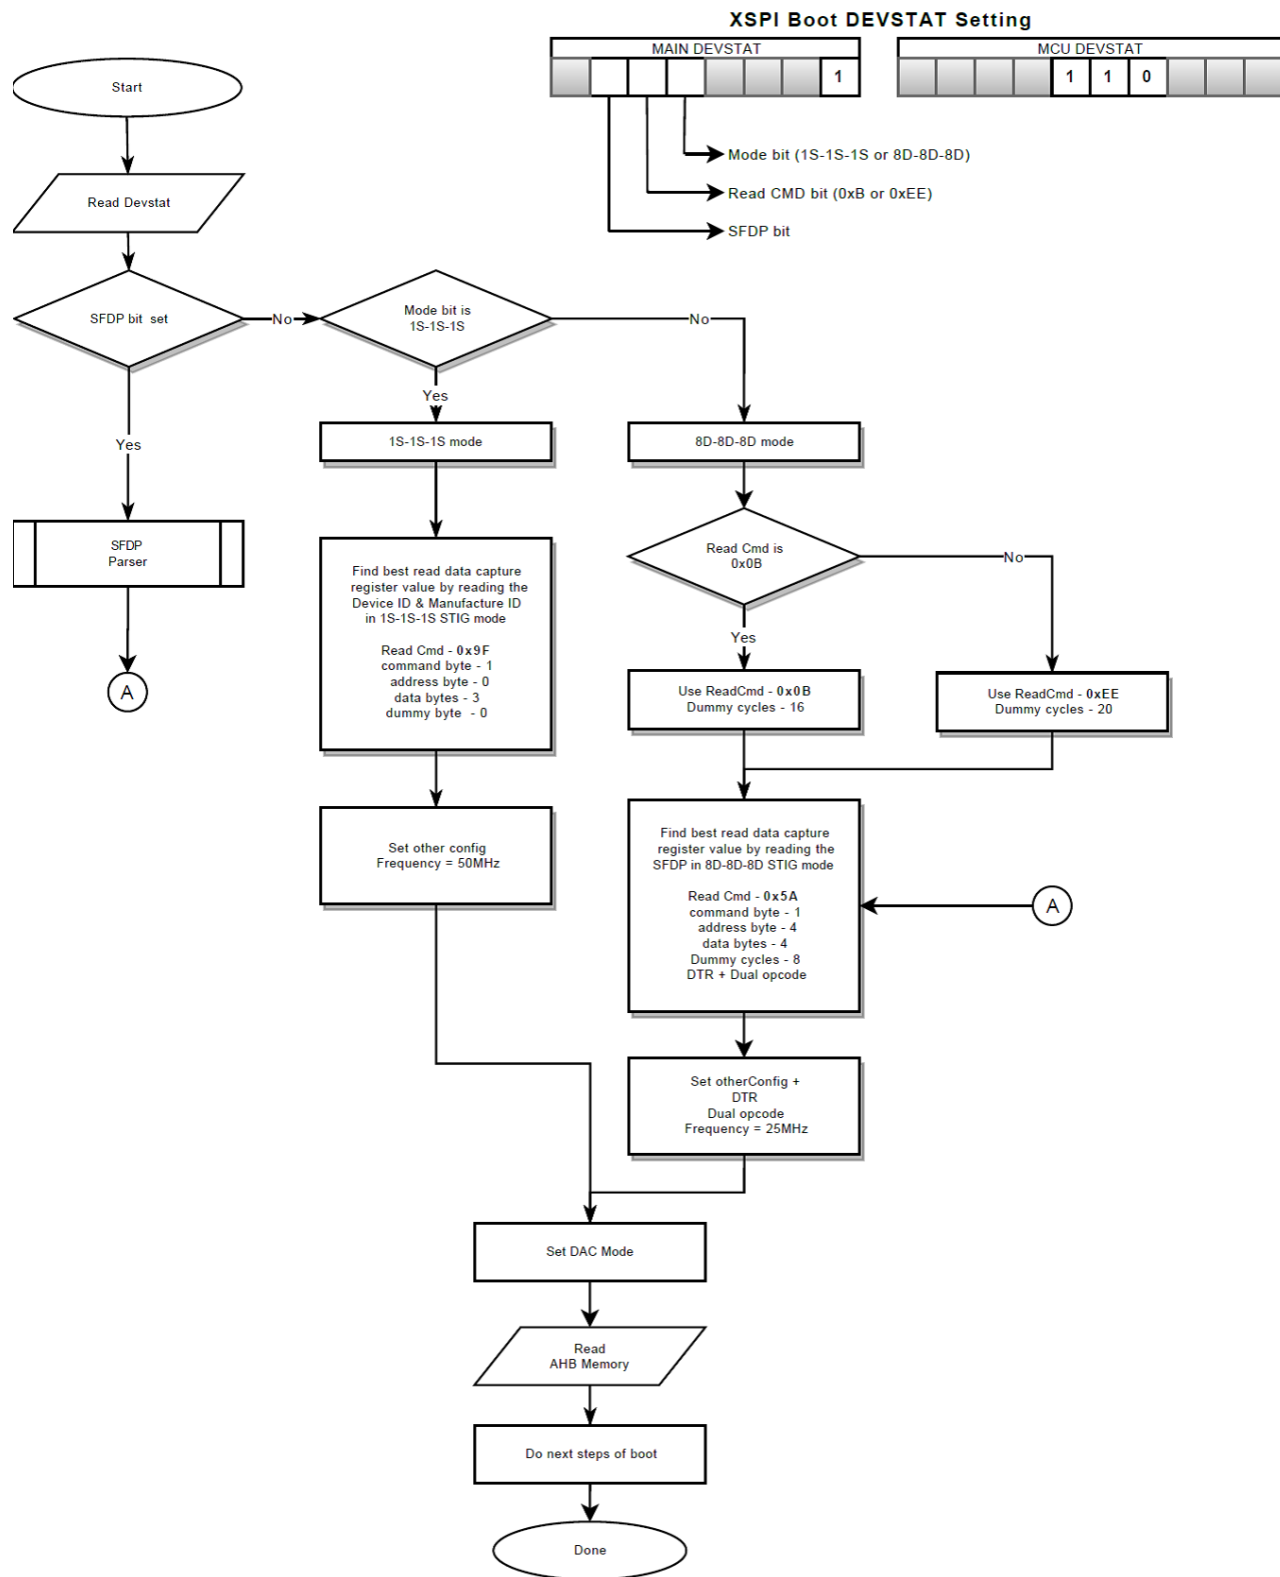 XSPI Boot DEVSTAT Setting
MAIN DEVSTAT
1
MCU DEVSTAT
1 1 0
Mode bit (1S-1S-1S or 8D-8D-8D)
Read CMD bit (0xB or 0xEE)
SFDP bit
Start
Read Devstat
SFDP bit set
No
Mode bit is
1S-1S-1S
No
Yes
Yes
1S-1S-1S mode
8D-8D-8D mode
SFDP
Parser
A
Find best read data capture
register value by reading the
Device ID & Manufacture ID
in 1S-1S-1S STIG mode
Read Cmd - 0x9F
command byte - 1
address byte - 0
data bytes - 3
dummy byte - 0
Read Cmd is
0x0B
No
Yes
Use ReadCmd - 0x0B
Dummy cycles - 16
Use ReadCmd - 0xEE
Dummy cycles - 20
Set other config
Frequency = 50MHz
Find best read data capture
register value by reading the
SFDP in 8D-8D-8D STIG mode
Read Cmd - 0x5A
command byte - 1
address byte - 4
data bytes - 4
Dummy cycles - 8
DTR + Dual opcode
A
Set otherConfig +
DTR
Dual opcode
Frequency = 25MHz
Set DAC Mode
Read
AHB Memory
Do next steps of boot
Done